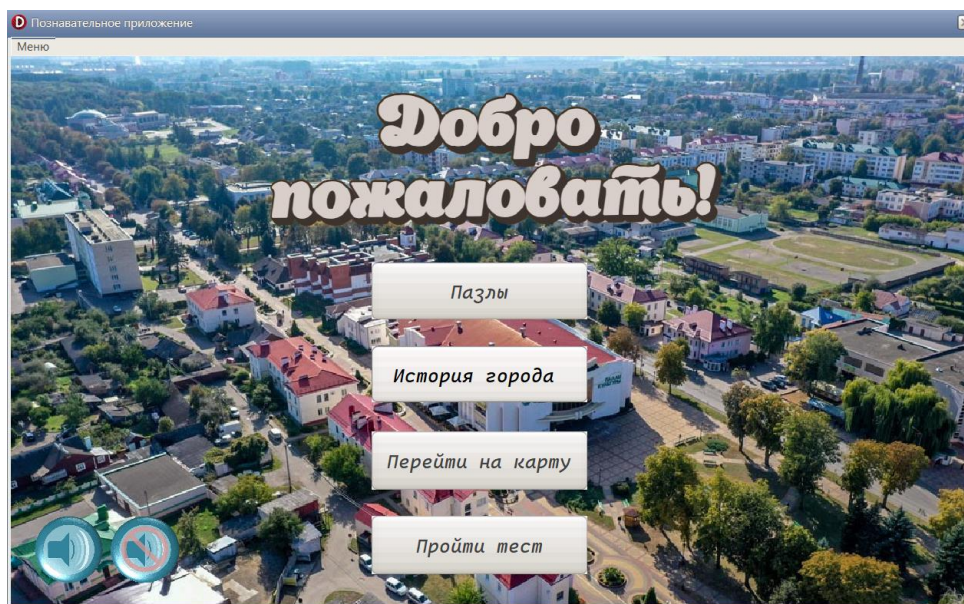 Познавательное приложение
Меню
Добро
пожаловать!
Пазлы
История города
Перейти на карту
Пройти тест